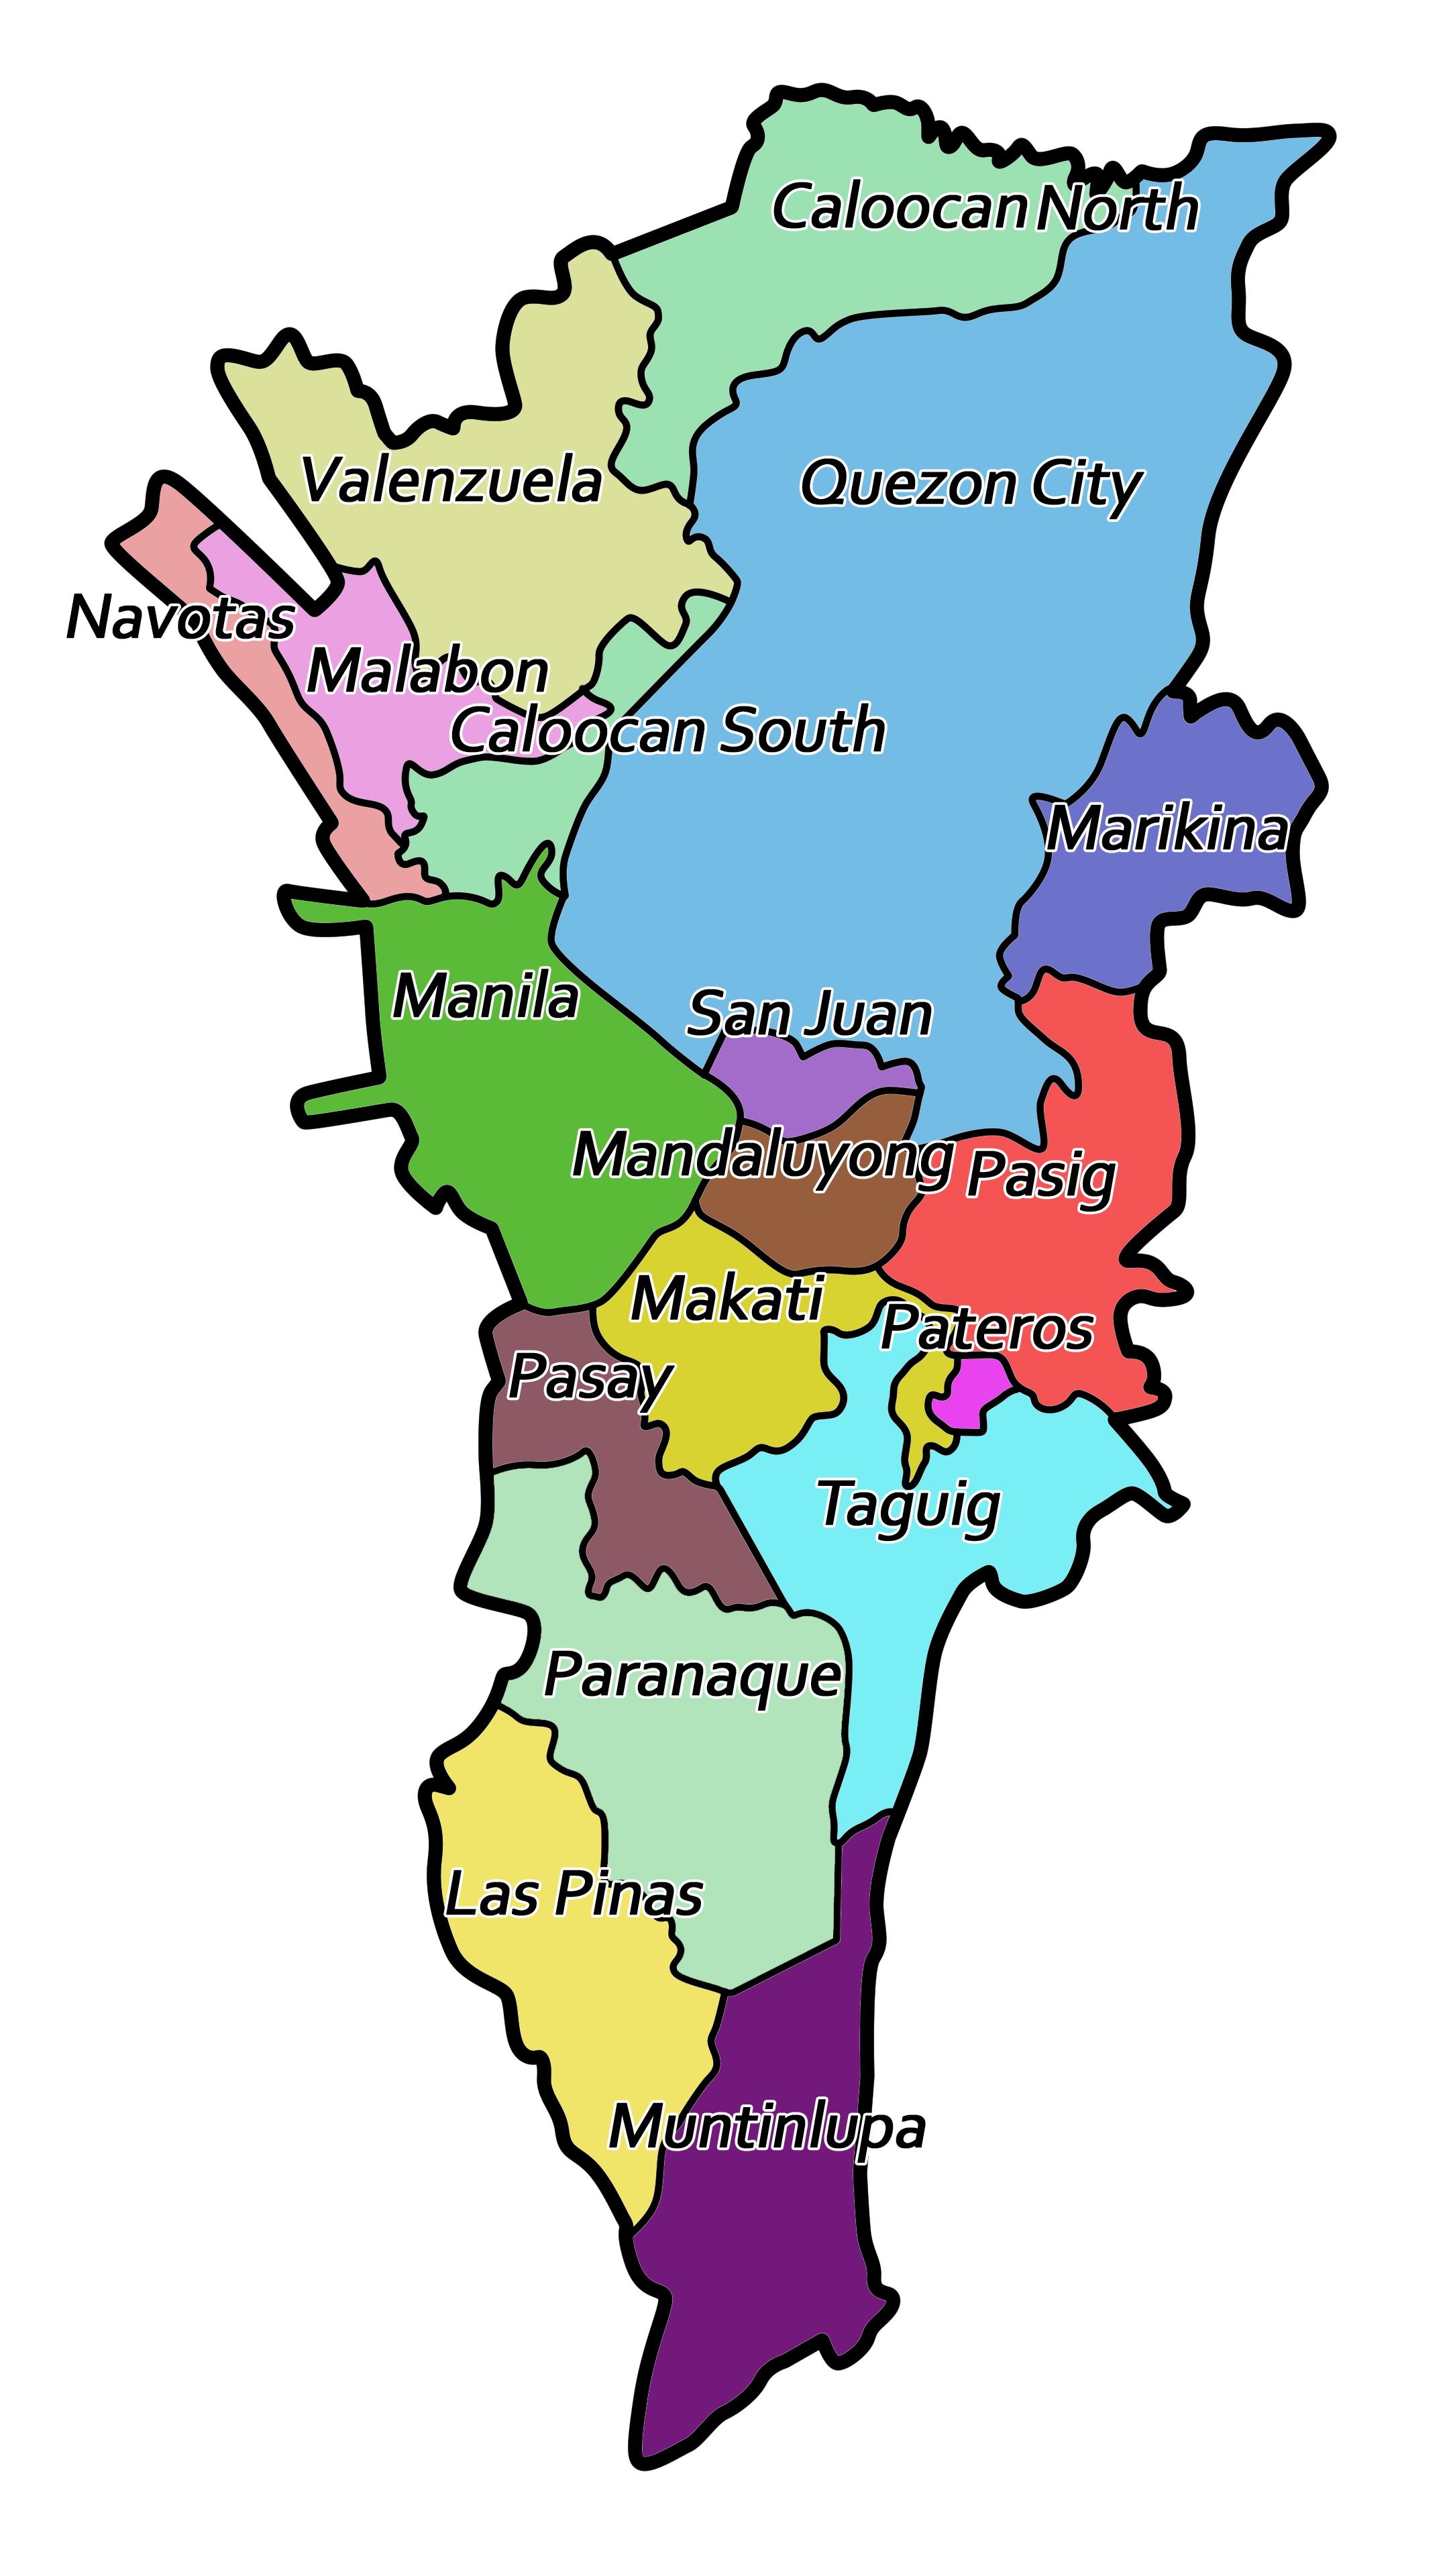 Caloocan North
Valenzuela
Quezon City
Navotas
Malabon
Caloocan South
Marikina
Manila
San Juan
Mandaluyong
Pasig
Makati
Pateros
Pasay
Taguig
Paranaque
Las Pinas
Muntinlupa